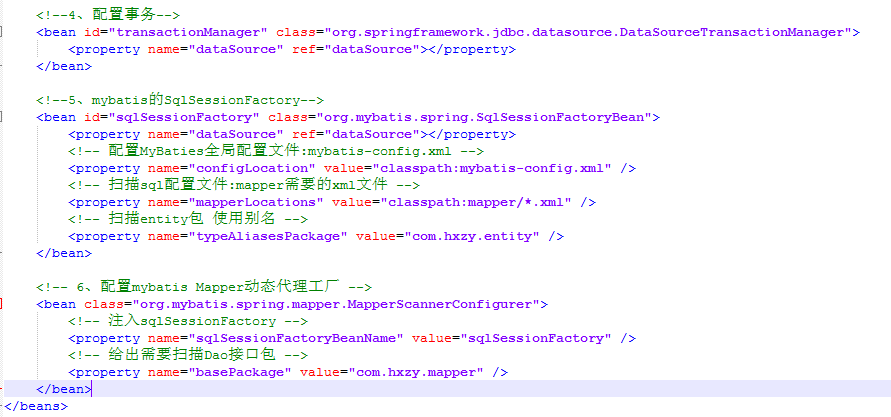 <!--4、配置事务-->
<bean id="transactionManager" class="org.springframework.jdbc.datasource.DataSourceTransactionManager">
<property name="dataSource" ref="dataSource"></property>
</bean>
<!--5、mybatis的SqlSessionFactory-->
<bean id="sqlSessionFactory" class="org.mybatis.spring.SqlSessionFactoryBean">
<property name="dataSource" ref="dataSource"></property>
<!-- 配置MyBaties全局配置文件:mybatis-config.xml -->
<property name="configLocation" value="classpath:mybatis-config.xml" />
<!-- 扫描sql配置文件:mapper需要的xml文件 -->
<property name="mapperLocations" value="classpath:mapper/*.xml" />
<!-- 扫描entity包 使用别名 -->
<property name="typeAliasesPackage" value="com.hxzy.entity" />
</bean>
<!-- 6、配置mybatis Mapper动态代理工厂 -->
<bean class="org.mybatis.spring.mapper.MapperScannerConfigurer">
<!-- 注入sqlSessionFactory -->
<property name="sqlSessionFactoryBeanName" value="sqlSessionFactory" />
<!-- 给出需要扫描Dao接口包 -->
<property name="basePackage" value="com.hxzy.mapper" />
</bean>
</beans>